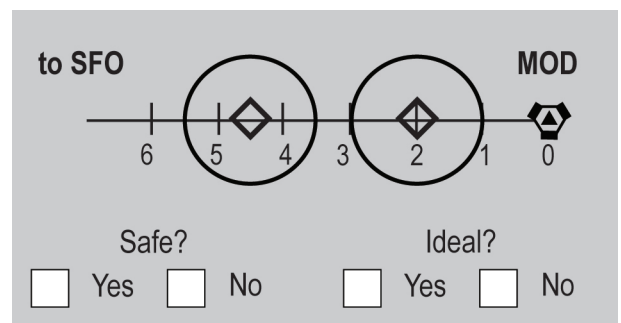 to SFO MOD
6 5 4 3 2 1 0
Safe? Ideal?
Yes No Yes No